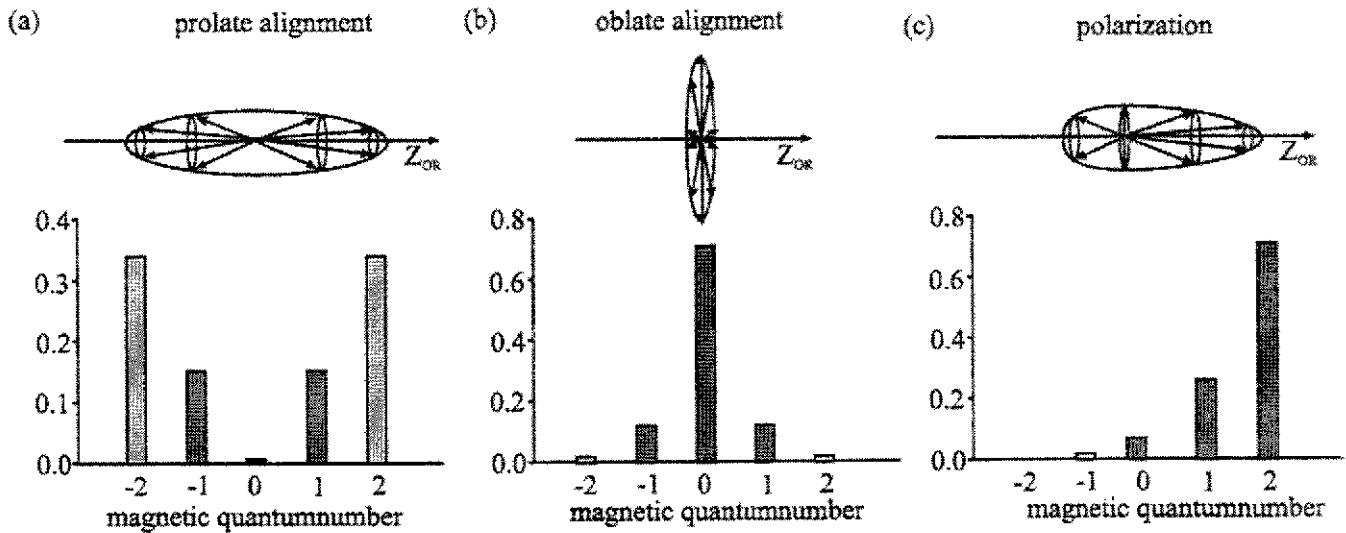 (a) prolate alignment
(b) oblate alignment
(c) polarization
Z_OR
Z_OR
Z_OR
0.4
0.3
0.2
0.1
0.0
-2 -1 0 1 2
magnetic quantumnumber
0.8
0.6
0.4
0.2
0.0
-2 -1 0 1 2
magnetic quantumnumber
0.8
0.6
0.4
0.2
0.0
-2 -1 0 1 2
magnetic quantumnumber